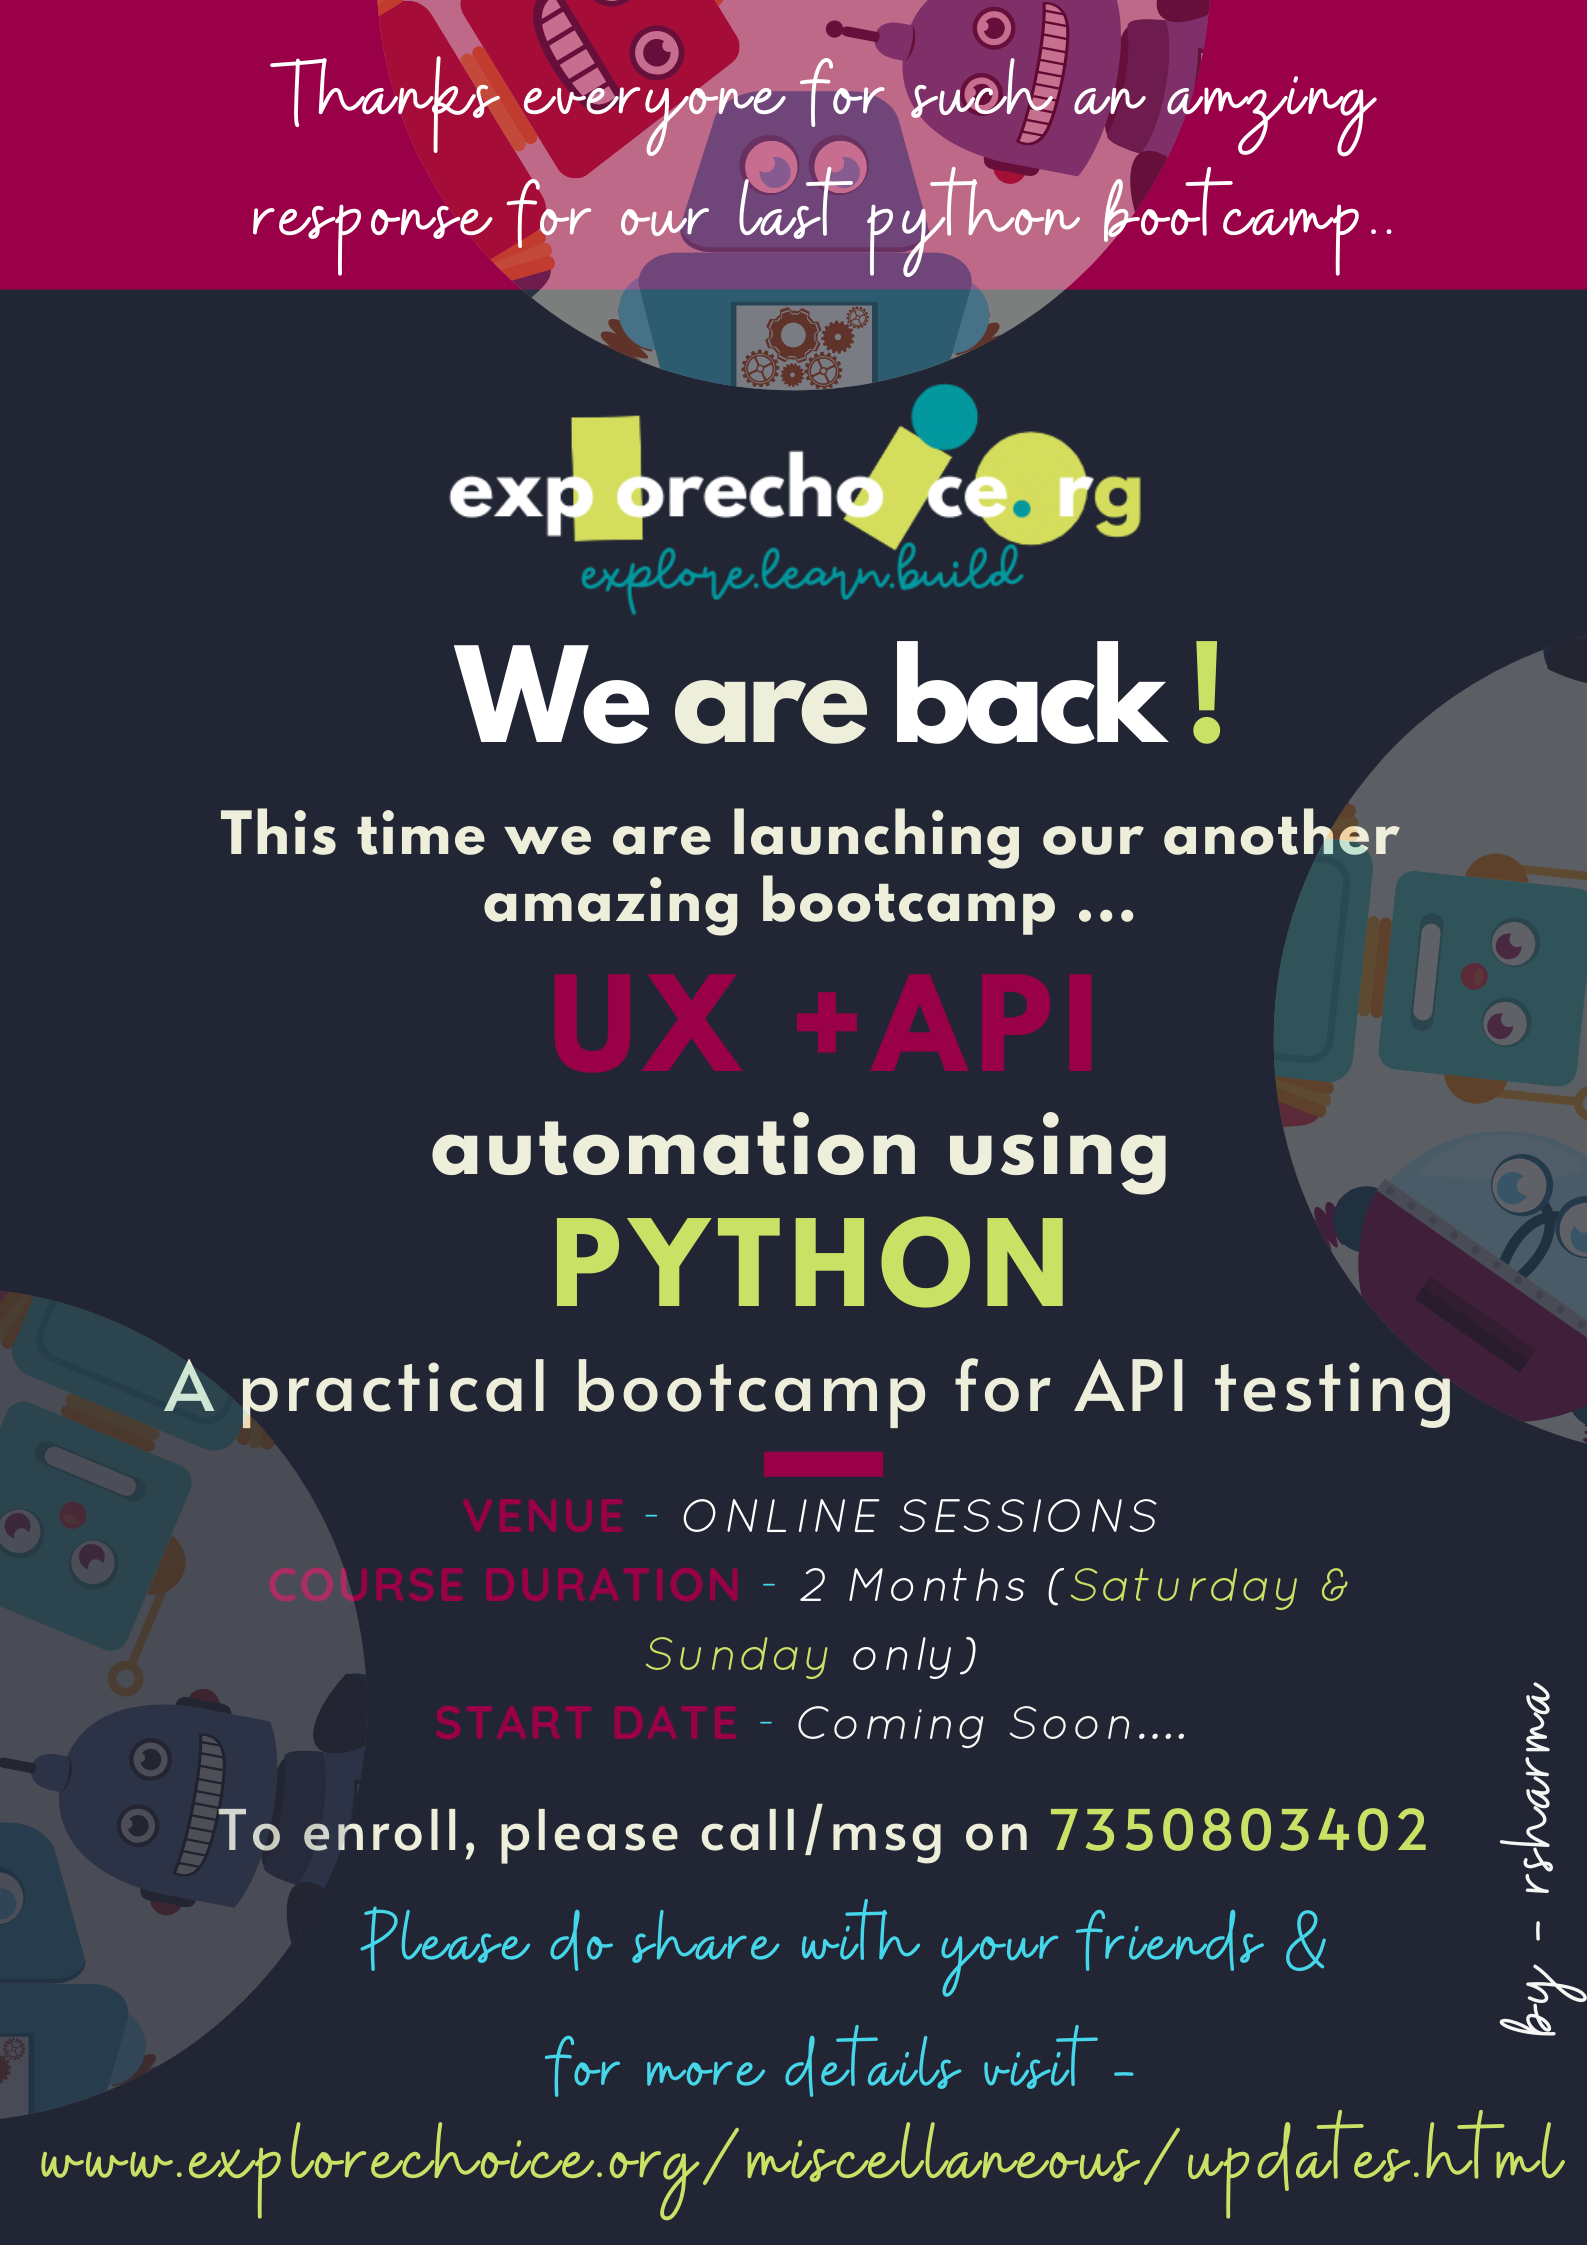 Thanks everyone for such an amzing
response for our last python bootcamp..
explorechoice.org
explore.learn.build
We are back !
This time we are launching our another
amazing bootcamp ...
UX +API
automation using
PYTHON
A practical bootcamp for API testing
VENUE - ONLINE SESSIONS
COURSE DURATION - 2 Months (Saturday &
Sunday only)
START DATE - Coming Soon....
To enroll, please call/msg on 7350803402
Please do share with your friends &
for more details visit -
www.explorechoice.org/miscellaneous/updates.html
by - rsharma